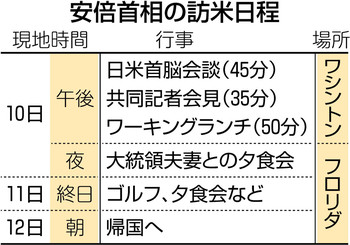 安倍首相の訪米日程
現地時間 行事 場所
10日 午後 日米首脳会談(45分) ワシントン
共同記者会見(35分)
ワーキングランチ(50分)
夜 大統領夫妻との夕食会 フロリダ
11日 終日 ゴルフ、夕食会など
12日 朝 帰国へ